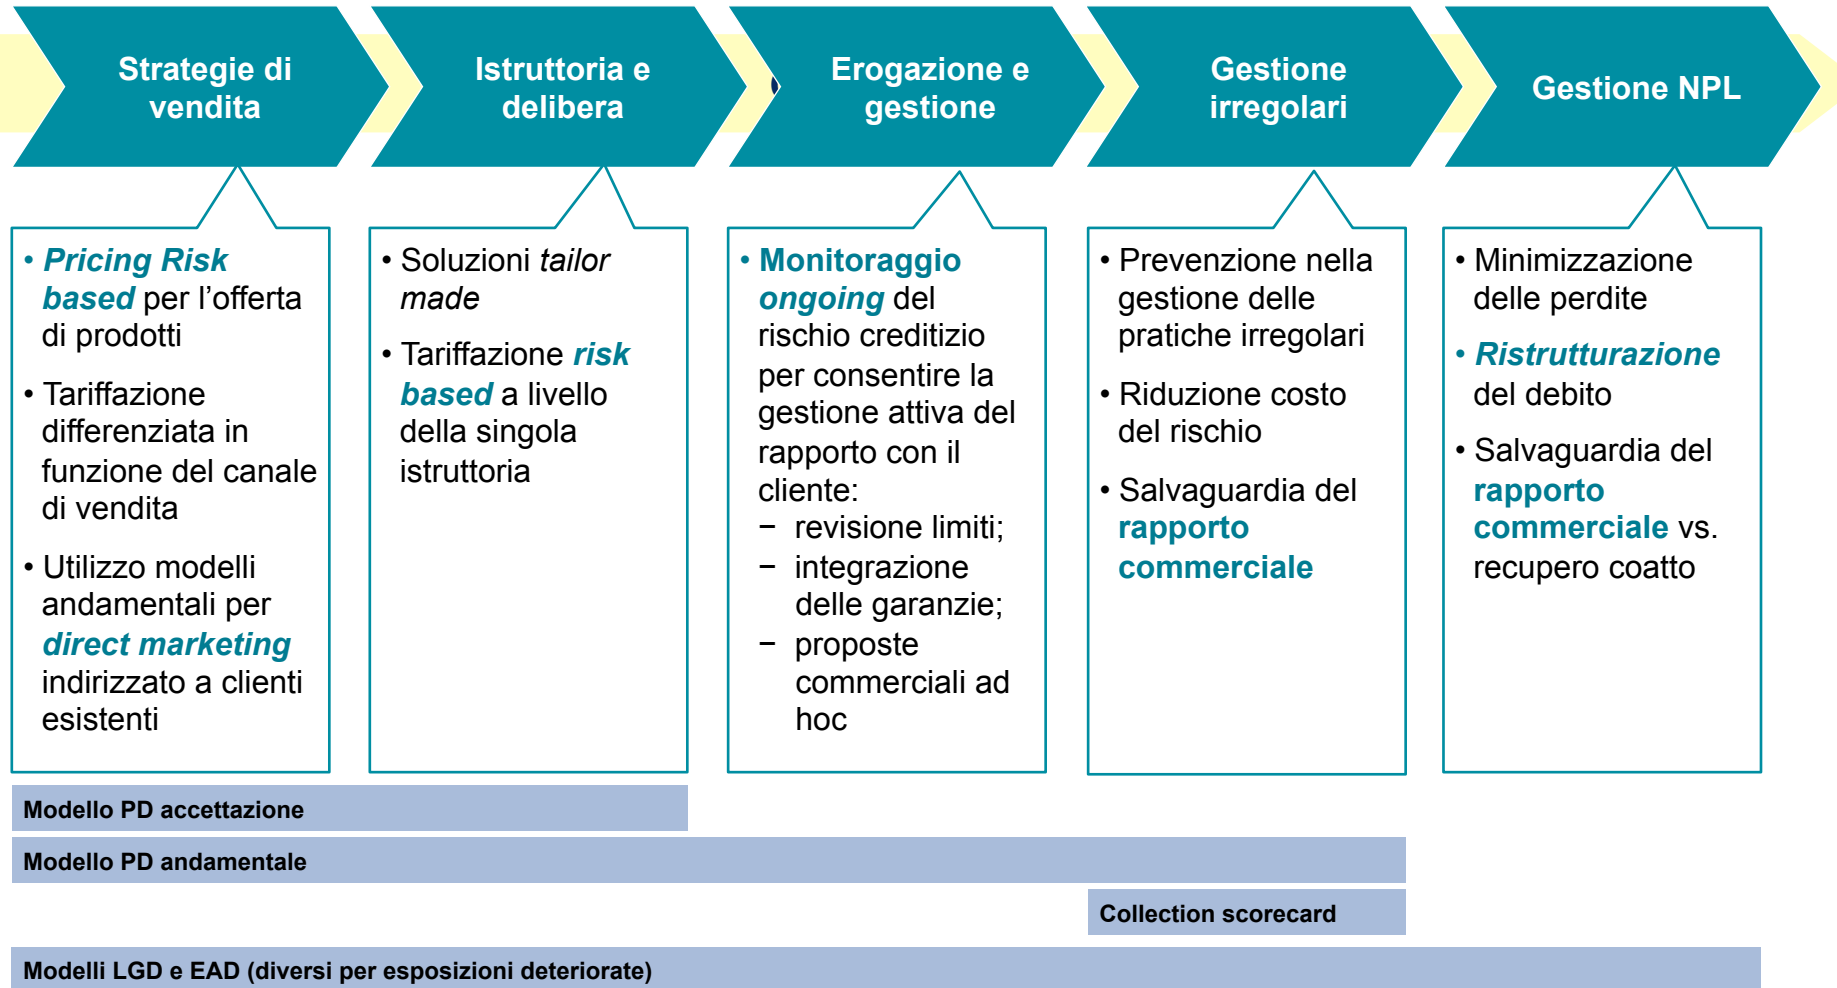 Strategie di
vendita
Istruttoria e
delibera
Erogazione e
gestione
Gestione
irregolari
Gestione NPL
• Pricing Risk
based per l’offerta
di prodotti
• Tariffazione
differenziata in
funzione del canale
di vendita
• Utilizzo modelli
andamentali per
direct marketing
indirizzato a clienti
esistenti
• Soluzioni tailor
made
• Tariffazione risk
based a livello
della singola
istruttoria
• Monitoraggio
ongoing del
rischio creditizio
per consentire la
gestione attiva del
rapporto con il
cliente:
− revisione limiti;
− integrazione
delle garanzie;
− proposte
commerciali ad
hoc
• Prevenzione nella
gestione delle
pratiche irregolari
• Riduzione costo
del rischio
• Salvaguardia del
rapporto
commerciale
• Minimizzazione
delle perdite
• Ristrutturazione
del debito
• Salvaguardia del
rapporto
commerciale vs.
recupero coatto
Modello PD accettazione
Modello PD andamentale
Collection scorecard
Modelli LGD e EAD (diversi per esposizioni deteriorate)